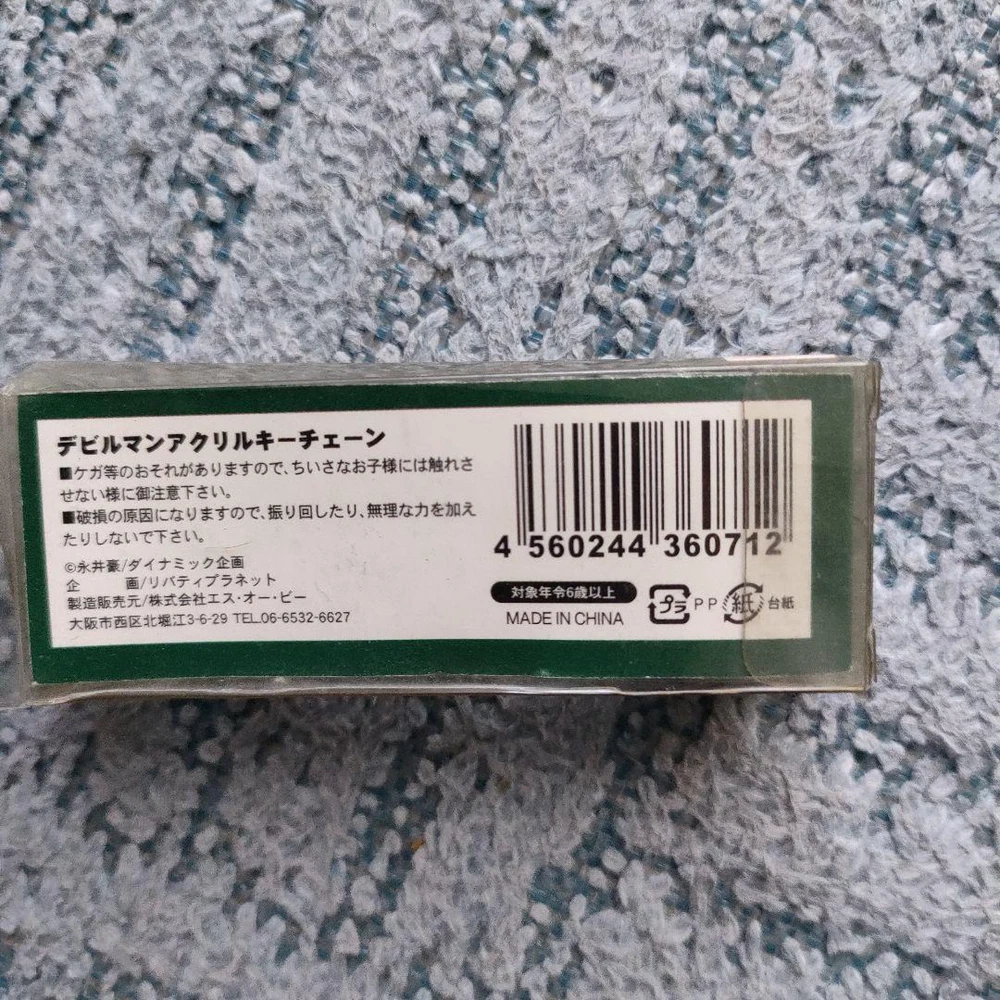 デビルマンアクリルキーチェーン
■ケガ等のおそれがありますので、ちいさなお子様には触れさ
せない様に御注意下さい。
■破損の原因になりますので、振り回したり、無理な力を加え
たりしないで下さい。
©永井豪/ダイナミック企画
企　　　画/リバティプラネット
製造販売元/株式会社エス・オー・ビー
大阪市西区北堀江3-6-29 TEL.06-6532-6627
4 560244 360712
対象年令6歳以上
MADE IN CHINA
プラ PP 紙 台紙